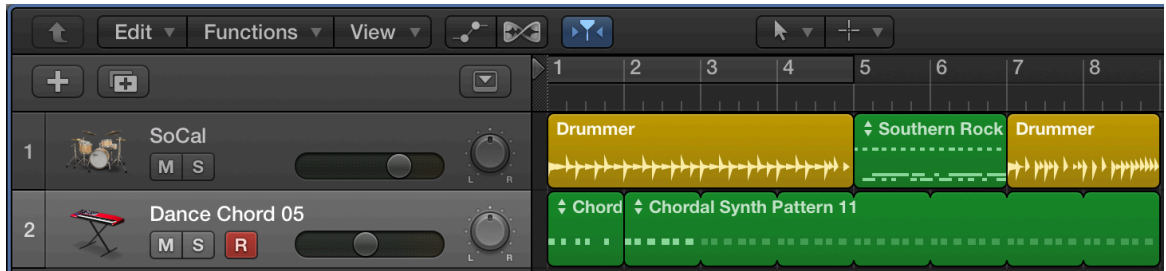 Edit Functions View
1 2 3 4 5 6 7 8
1 SoCal
M S L R
Drummer Southern Rock Drummer
2 Dance Chord 05
M S R L R
Chord Chordal Synth Pattern 11